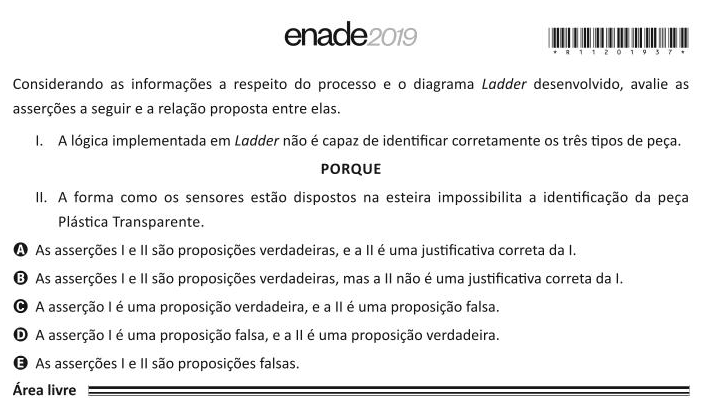 enade2019
* R 1 1 2 0 1 9 3 7 *
Considerando as informações a respeito do processo e o diagrama Ladder desenvolvido, avalie as
asserções a seguir e a relação proposta entre elas.
I. A lógica implementada em Ladder não é capaz de identificar corretamente os três tipos de peça.
PORQUE
II. A forma como os sensores estão dispostos na esteira impossibilita a identificação da peça
Plástica Transparente.
A As asserções I e II são proposições verdadeiras, e a II é uma justificativa correta da I.
B As asserções I e II são proposições verdadeiras, mas a II não é uma justificativa correta da I.
C A asserção I é uma proposição verdadeira, e a II é uma proposição falsa.
D A asserção I é uma proposição falsa, e a II é uma proposição verdadeira.
E As asserções I e II são proposições falsas.
Área livre